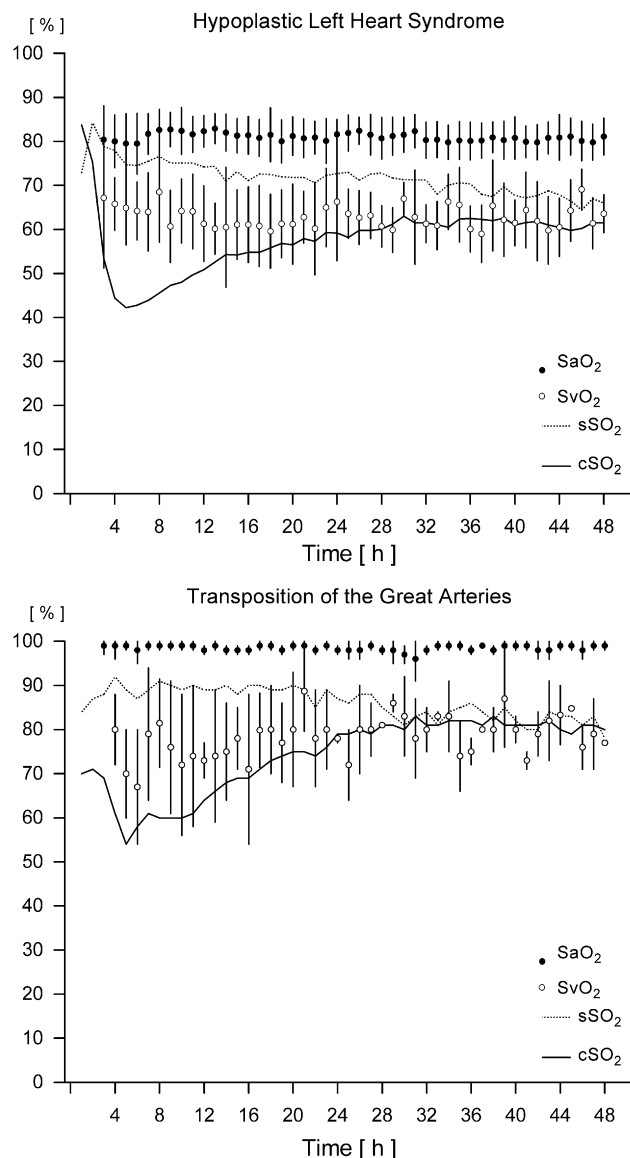 Hypoplastic Left Heart Syndrome
[ % ]
100
90
80
70
60
50
40
30
20
10
0
SaO2
SvO2
sSO2
cSO2
4 8 12 16 20 24 28 32 36 40 44 48
Time [ h ]
Transposition of the Great Arteries
[ % ]
100
90
80
70
60
50
40
30
20
10
0
SaO2
SvO2
sSO2
cSO2
4 8 12 16 20 24 28 32 36 40 44 48
Time [ h ]